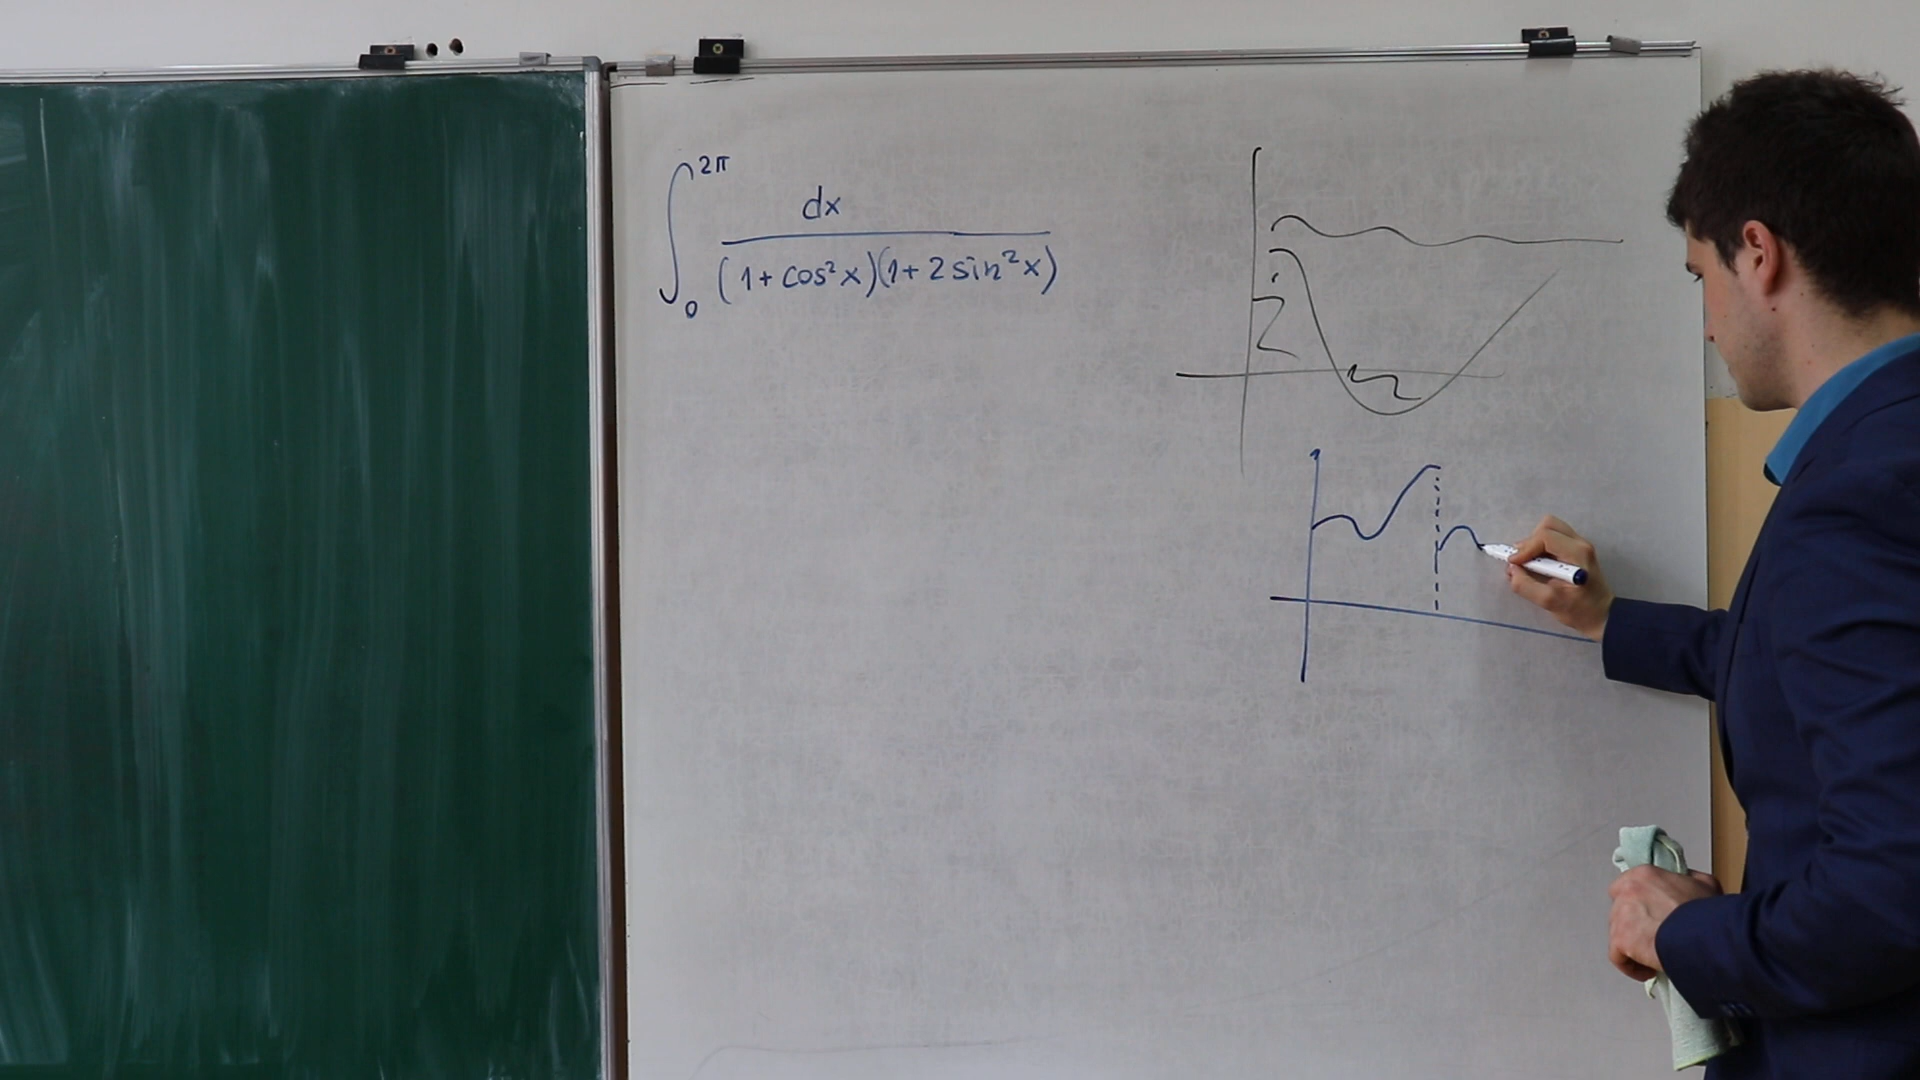 ∫₀^2π dx / (1+cos²x)(1+2sin²x)